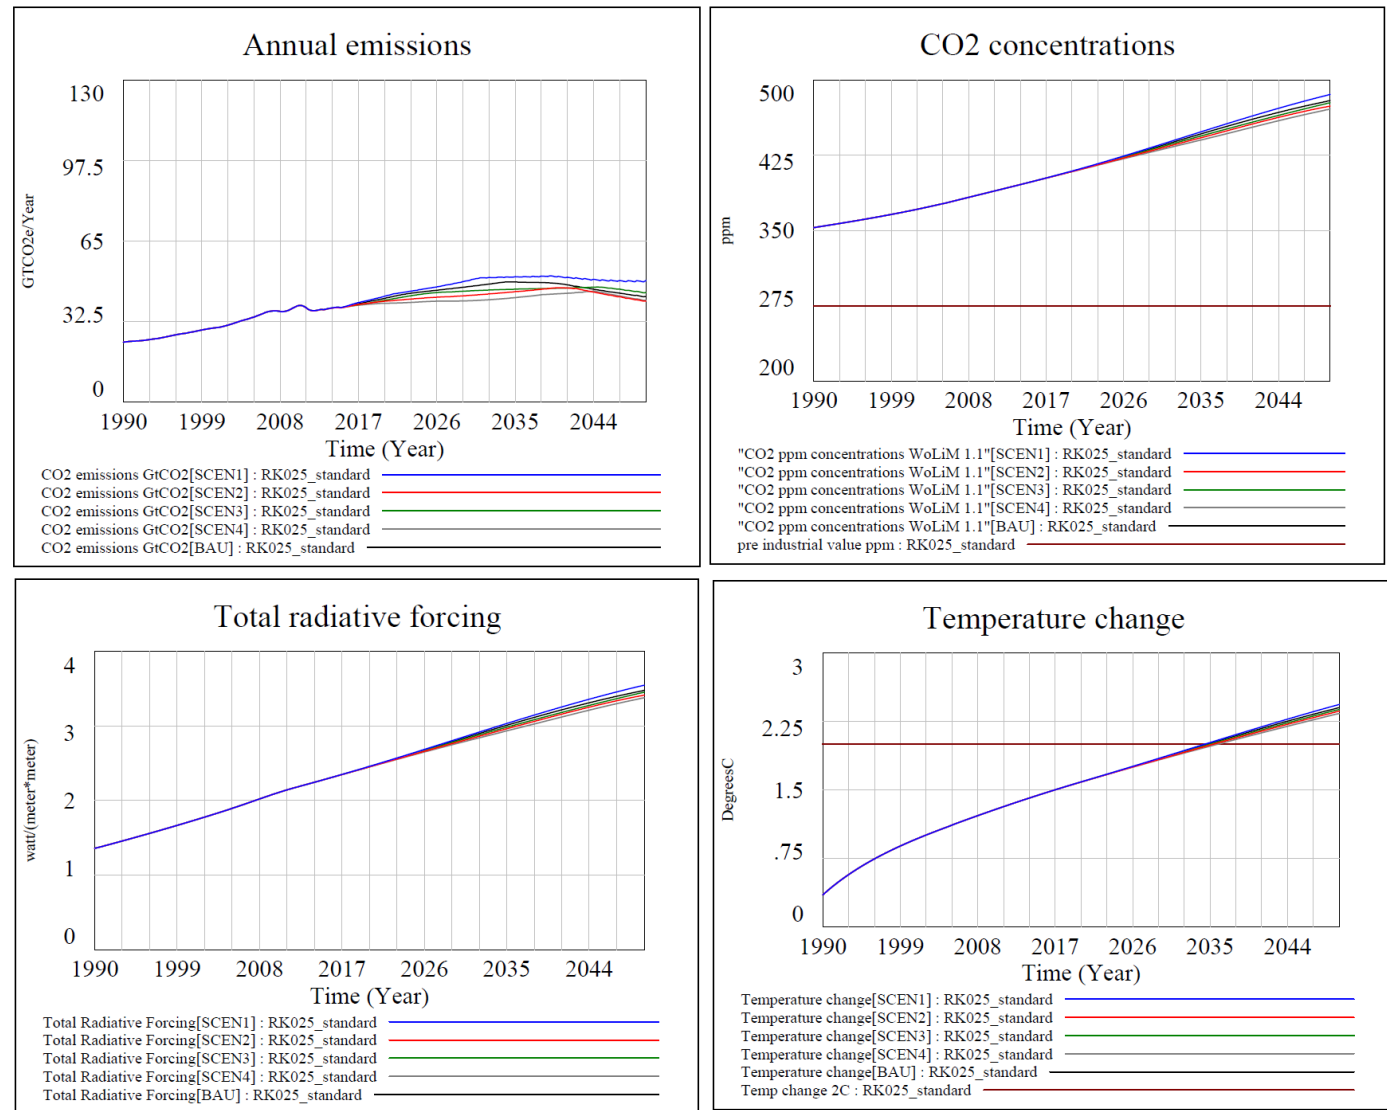 Annual emissions
130
97.5
65
32.5
0
GTCO2e/Year
1990 1999 2008 2017 2026 2035 2044
Time (Year)
CO2 emissions GtCO2[SCEN1] : RK025_standard
CO2 emissions GtCO2[SCEN2] : RK025_standard
CO2 emissions GtCO2[SCEN3] : RK025_standard
CO2 emissions GtCO2[SCEN4] : RK025_standard
CO2 emissions GtCO2[BAU] : RK025_standard
CO2 concentrations
500
425
350
275
200
ppm
1990 1999 2008 2017 2026 2035 2044
Time (Year)
"CO2 ppm concentrations WoLiM 1.1"[SCEN1] : RK025_standard
"CO2 ppm concentrations WoLiM 1.1"[SCEN2] : RK025_standard
"CO2 ppm concentrations WoLiM 1.1"[SCEN3] : RK025_standard
"CO2 ppm concentrations WoLiM 1.1"[SCEN4] : RK025_standard
"CO2 ppm concentrations WoLiM 1.1"[BAU] : RK025_standard
pre industrial value ppm : RK025_standard
Total radiative forcing
4
3
2
1
0
watt/(meter*meter)
1990 1999 2008 2017 2026 2035 2044
Time (Year)
Total Radiative Forcing[SCEN1] : RK025_standard
Total Radiative Forcing[SCEN2] : RK025_standard
Total Radiative Forcing[SCEN3] : RK025_standard
Total Radiative Forcing[SCEN4] : RK025_standard
Total Radiative Forcing[BAU] : RK025_standard
Temperature change
3
2.25
1.5
.75
0
DegreesC
1990 1999 2008 2017 2026 2035 2044
Time (Year)
Temperature change[SCEN1] : RK025_standard
Temperature change[SCEN2] : RK025_standard
Temperature change[SCEN3] : RK025_standard
Temperature change[SCEN4] : RK025_standard
Temperature change[BAU] : RK025_standard
Temp change 2C : RK025_standard